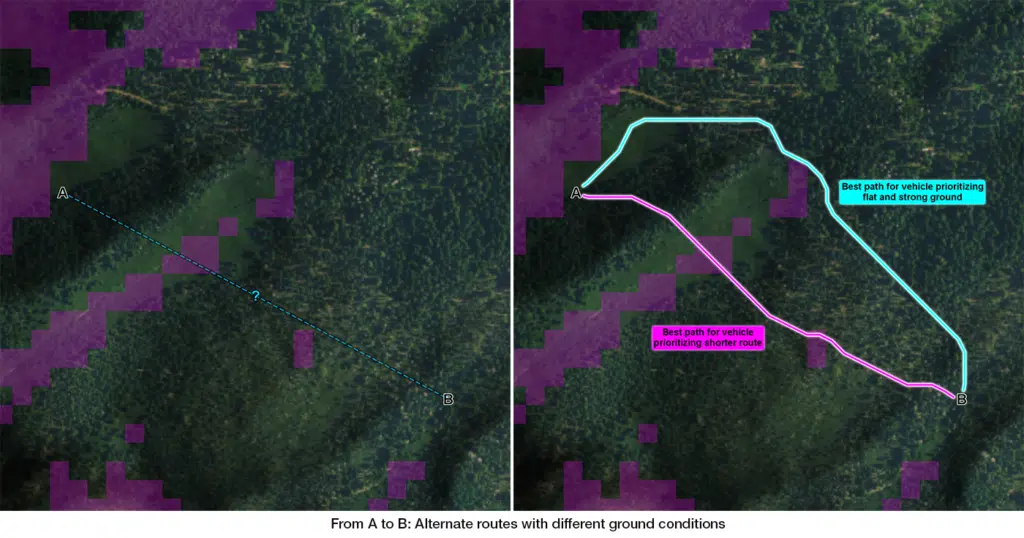 A
?
B
A
Best path for vehicle prioritizing
flat and strong ground
Best path for vehicle
prioritizing shorter route
B
From A to B: Alternate routes with different ground conditions